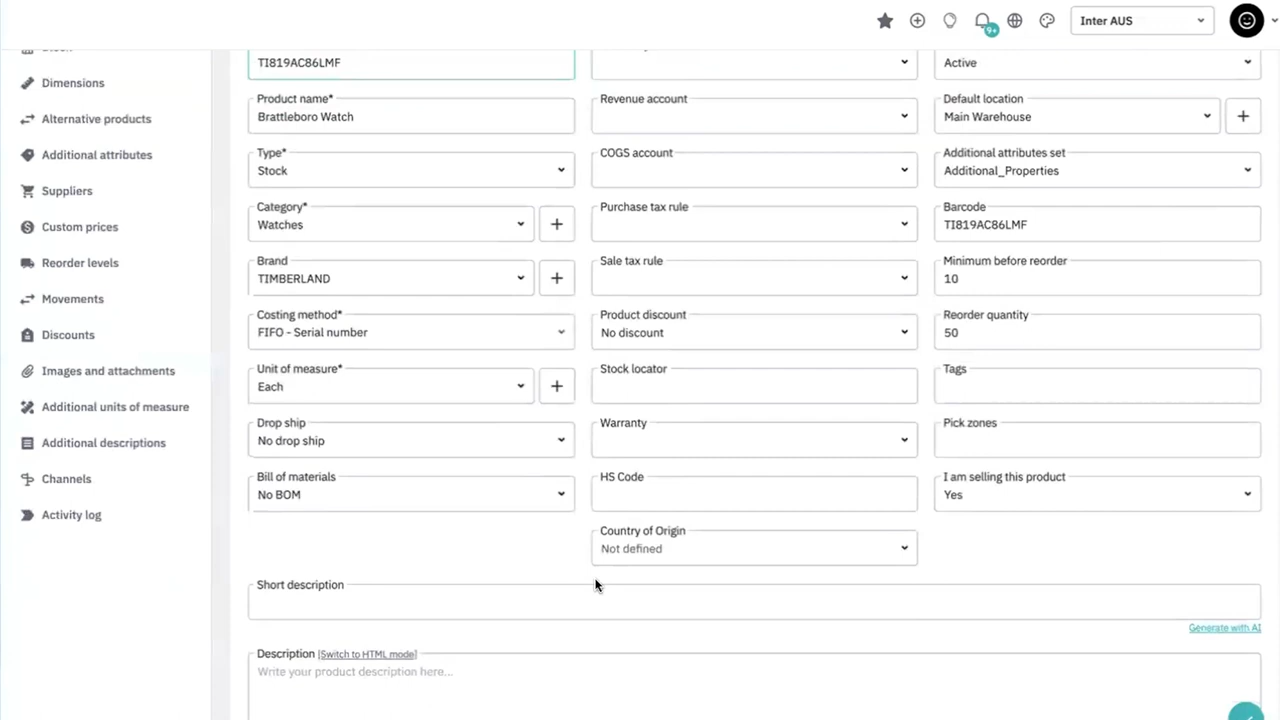 9+
Inter AUS
Dimensions
Alternative products
Additional attributes
Suppliers
Custom prices
Reorder levels
Movements
Discounts
Images and attachments
Additional units of measure
Additional descriptions
Channels
Activity log
TI819AC86LMF
Product name*
Brattleboro Watch
Type*
Stock
Category*
Watches
Brand
TIMBERLAND
Costing method*
FIFO - Serial number
Unit of measure*
Each
Drop ship
No drop ship
Bill of materials
No BOM
Revenue account
COGS account
Purchase tax rule
Sale tax rule
Product discount
No discount
Stock locator
Warranty
HS Code
Country of Origin
Not defined
Active
Default location
Main Warehouse
Additional attributes set
Additional_Properties
Barcode
TI819AC86LMF
Minimum before reorder
10
Reorder quantity
50
Tags
Pick zones
I am selling this product
Yes
Short description
Generate with AI
Description [Switch to HTML mode]
Write your product description here...